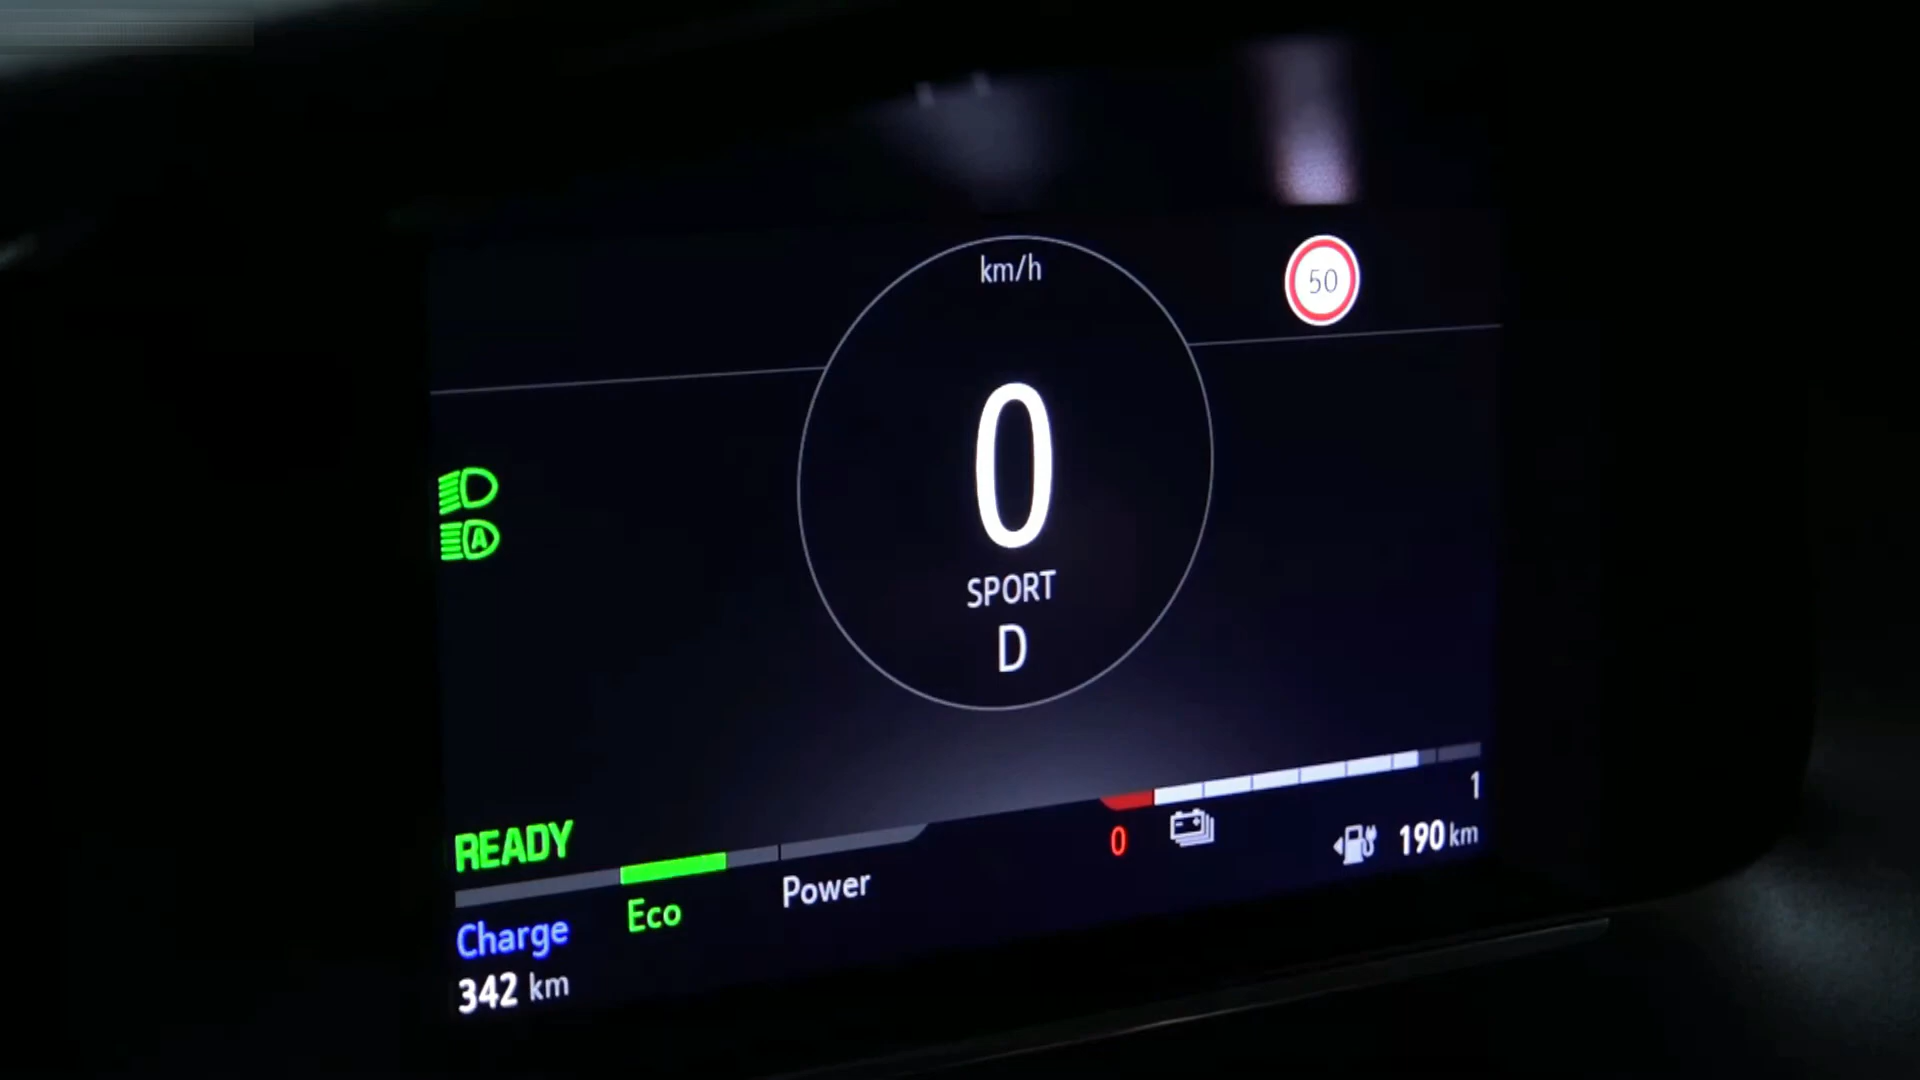 km/h
50
0
SPORT
D
A
READY
Charge
Eco
Power
342 km
0
1
190 km